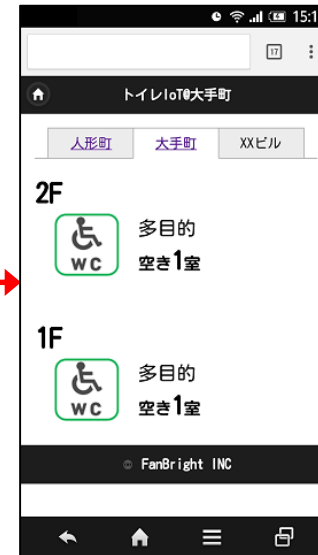 15:1
17
トイレIoT@大手町
人形町 大手町 XXビル
2F
WC
多目的
空き1室
1F
WC
多目的
空き1室
© FanBright INC